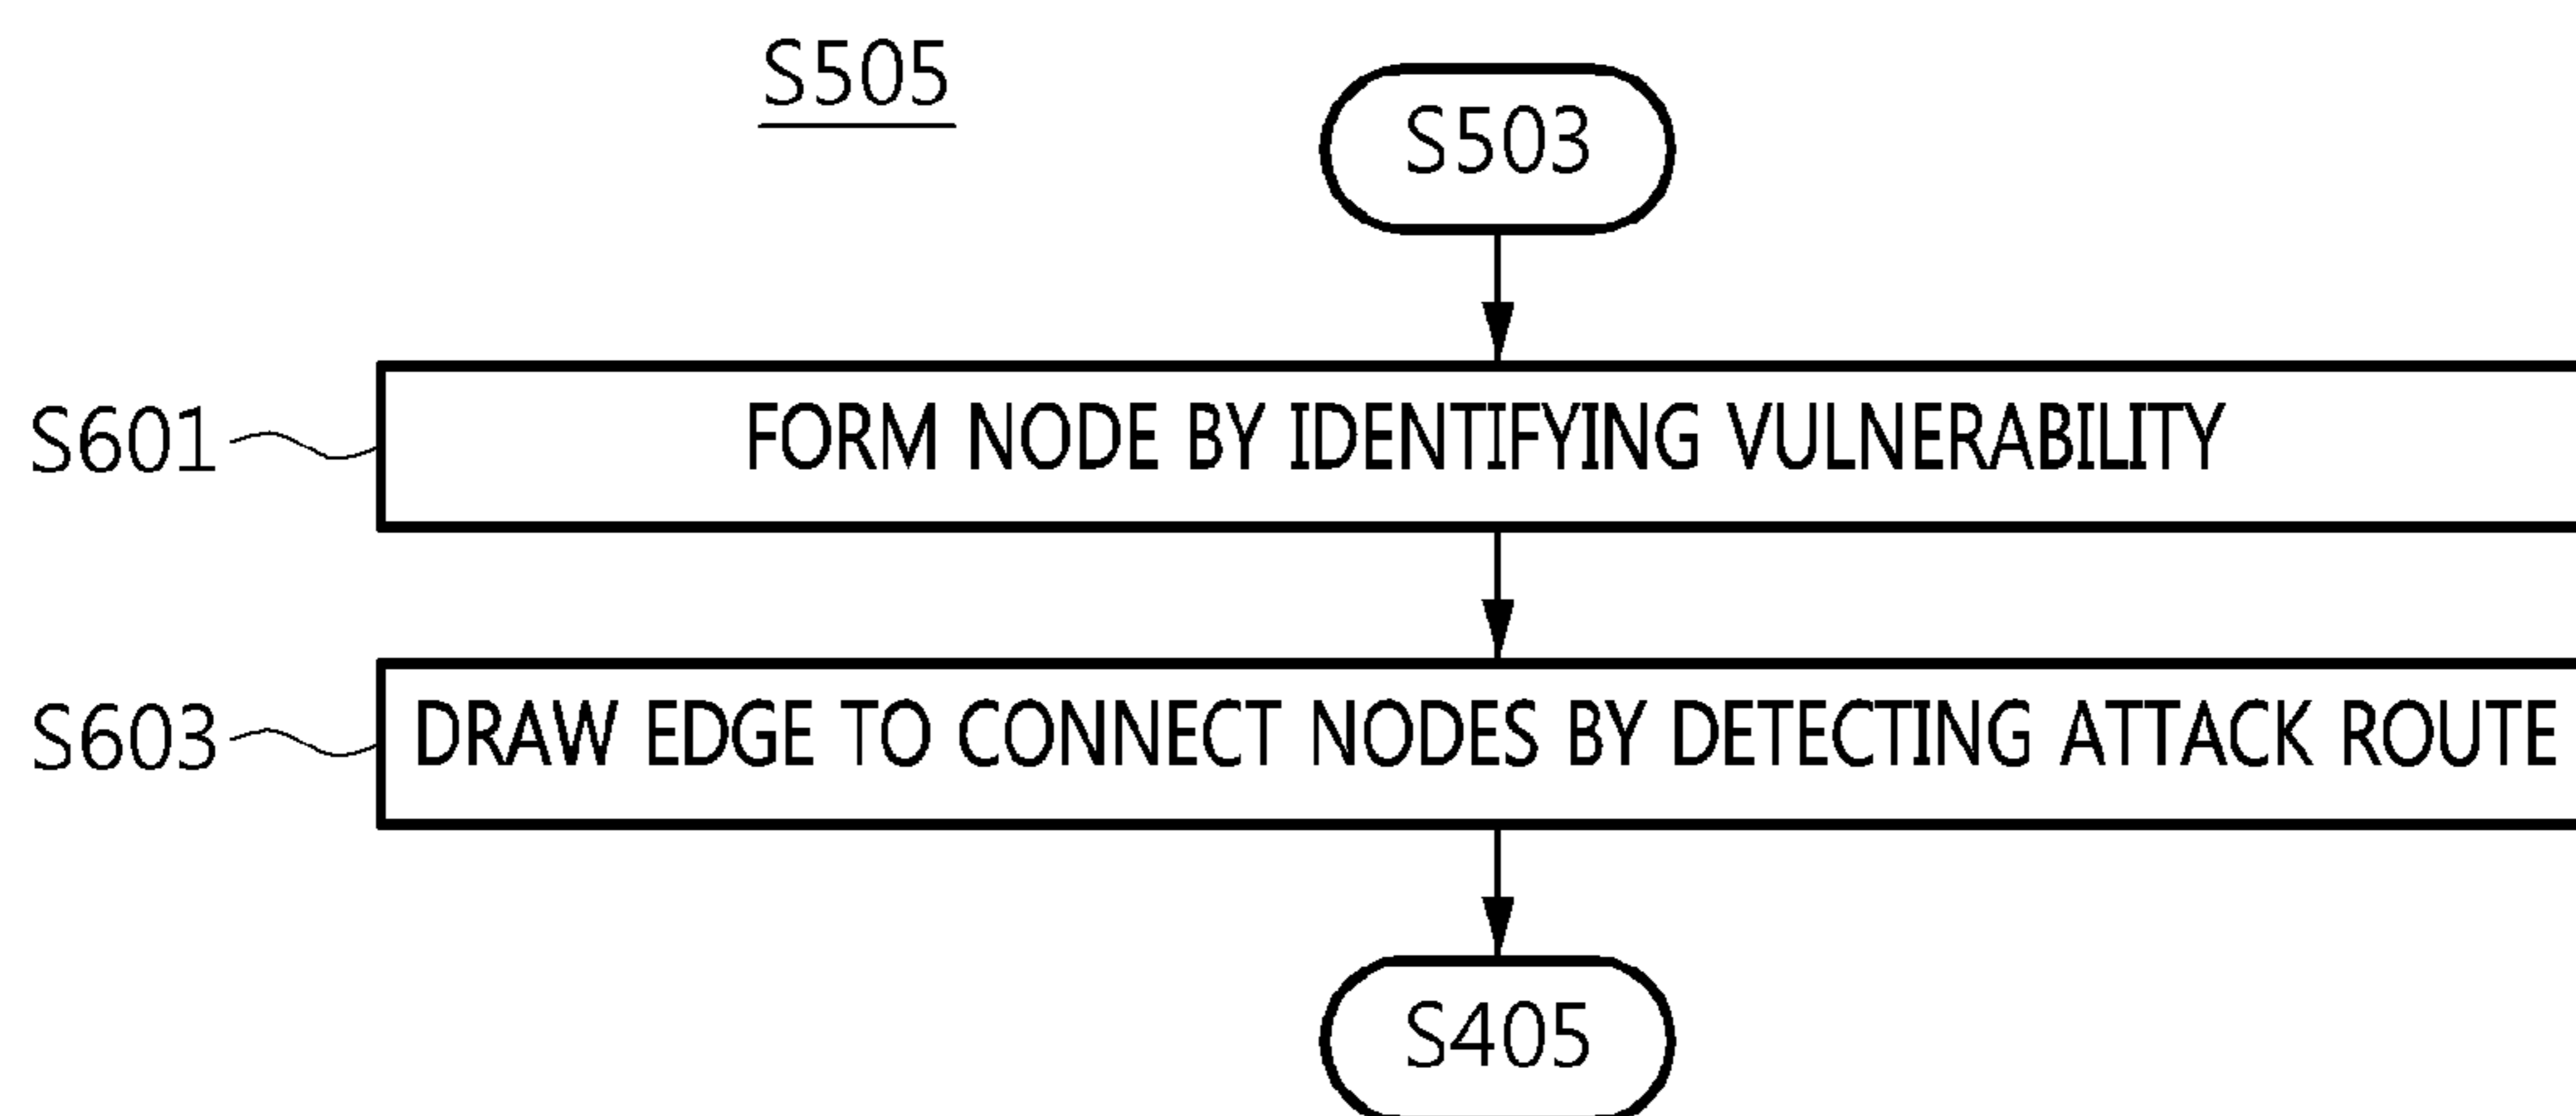 S505
S503
S601
FORM NODE BY IDENTIFYING VULNERABILITY
S603
DRAW EDGE TO CONNECT NODES BY DETECTING ATTACK ROUTE
S405